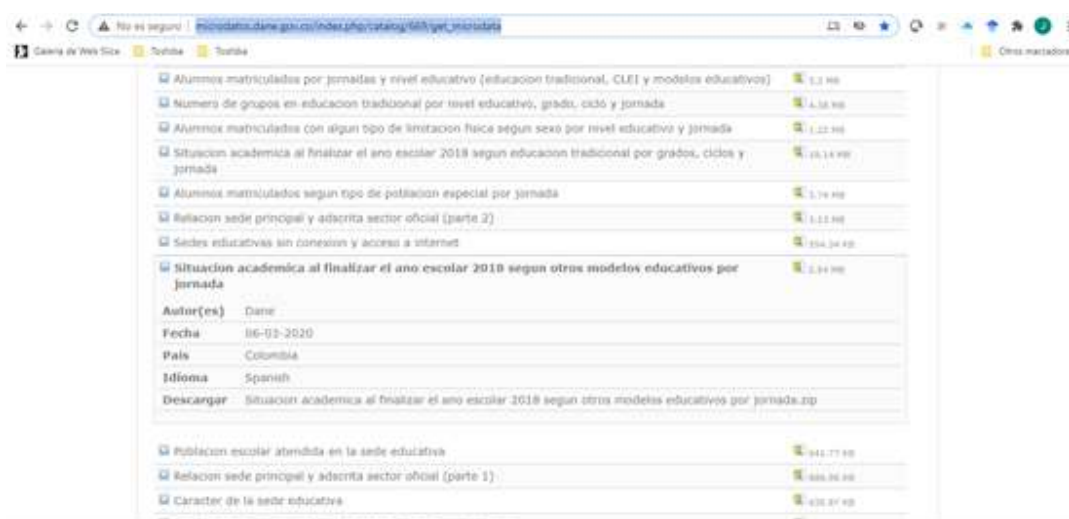 No es seguro | microdatos.dane.gov.co/index.php/catalog/669/get_microdata
Galeria de Web Slice Toshiba Toshiba Otros marcadores
Alumnos matriculados por jornadas y nivel educativo (educacion tradicional, CLEI y modelos educativos)
Numero de grupos en educacion tradicional por nivel educativo, grado, ciclo y jornada
Alumnos matriculados con algun tipo de limitacion fisica segun sexo por nivel educativo y jornada
Situacion academica al finalizar el ano escolar 2018 segun educacion tradicional por grados, ciclos y
jornada
Alumnos matriculados segun tipo de poblacion especial por jornada
Relacion sede principal y adscrita sector oficial (parte 2)
Sedes educativas sin conexion y acceso a internet
Situacion academica al finalizar el ano escolar 2018 segun otros modelos educativos por
jornada
Autor(es) Dane
Fecha 06-03-2020
País Colombia
Idioma Spanish
Descargar Situacion academica al finalizar el ano escolar 2018 segun otros modelos educativos por jornada.zip
Poblacion escolar atendida en la sede educativa
Relacion sede principal y adscrita sector oficial (parte 1)
Caracter de la sede educativa